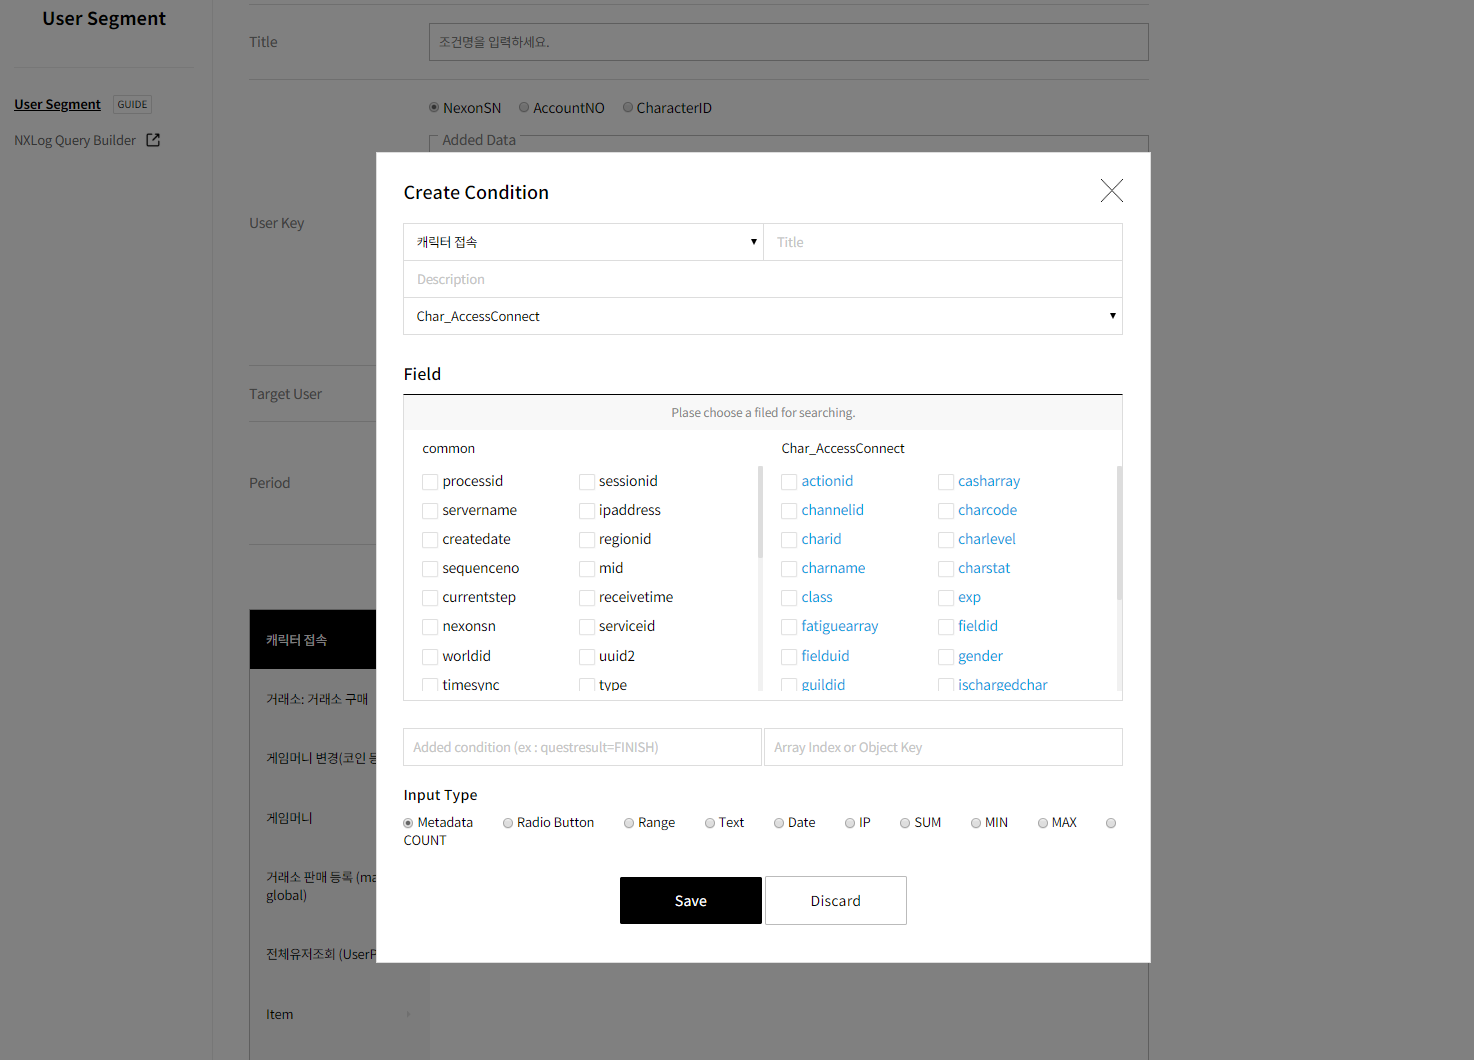 User Segment
User Segment GUIDE
NXLog Query Builder
Title
조건명을 입력하세요.
NexonSN AccountNO CharacterID
Added Data
User Key
Target User
Period
캐릭터 접속
거래소: 거래소 구매
게임머니 변경(코인
게임머니
거래소 판매 등록 (ma
global)
전체유저조회 (UserP
Item
Create Condition
캐릭터 접속 Title
Description
Char_AccessConnect
Field
Plase choose a filed for searching.
common
processid sessionid
servername ipaddress
createdate regionid
sequenceno mid
currentstep receivetime
nexonsn serviceid
worldid uuid2
timesync type
Char_AccessConnect
actionid casharray
channelid charcode
charid charlevel
charname charstat
class exp
fatiguearray fieldid
fielduid gender
guildid ischargedchar
Added condition (ex : questresult=FINISH) Array Index or Object Key
Input Type
Metadata Radio Button Range Text Date IP SUM MIN MAX
COUNT
Save Discard